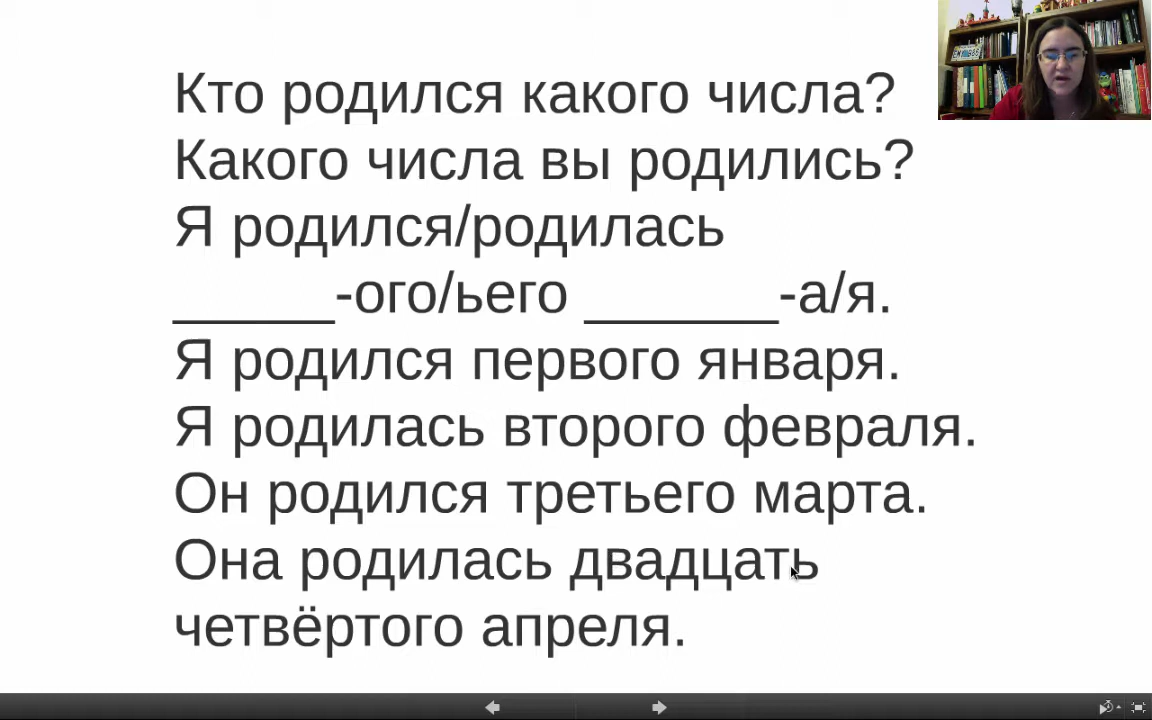 Кто родился какого числа?
Какого числа вы родились?
Я родился/родилась
_____-ого/ьего ______-а/я.
Я родился первого января.
Я родилась второго февраля.
Он родился третьего марта.
Она родилась двадцать
четвёртого апреля.